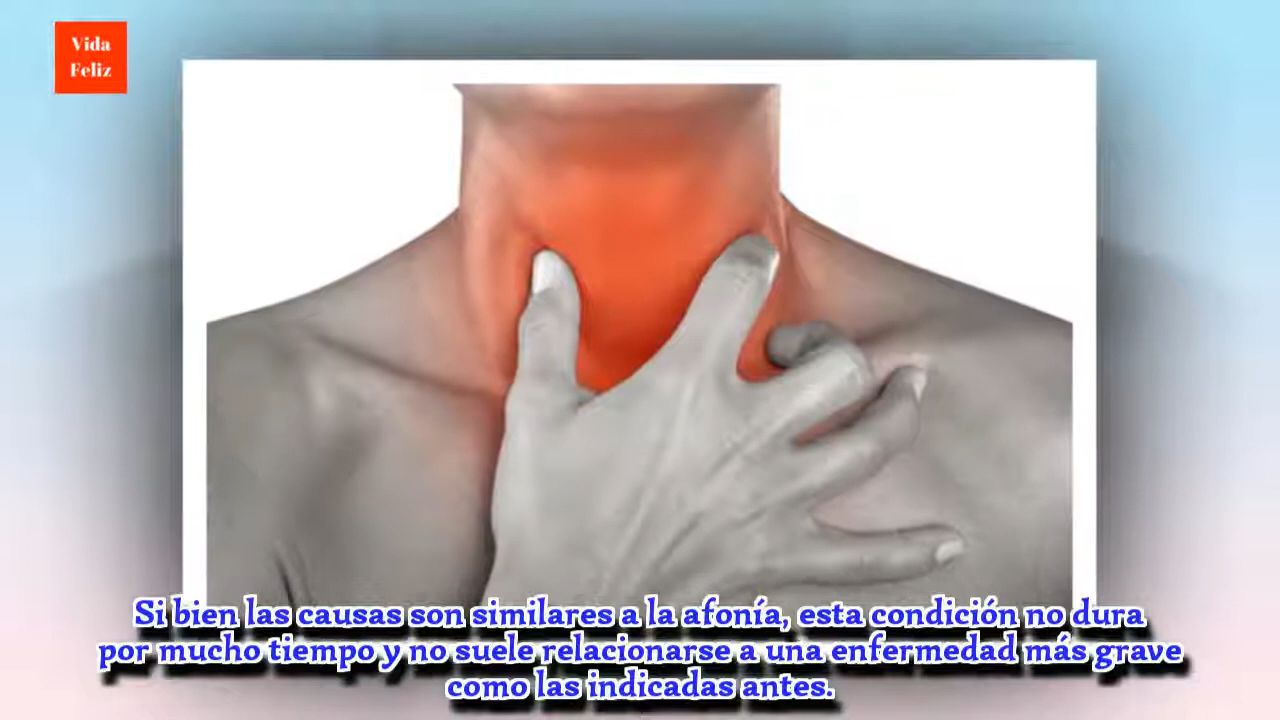 Vida
Feliz
Si bien las causas son similares a la afonía, esta condición no dura
por mucho tiempo y no suele relacionarse a una enfermedad más grave
como las indicadas antes.